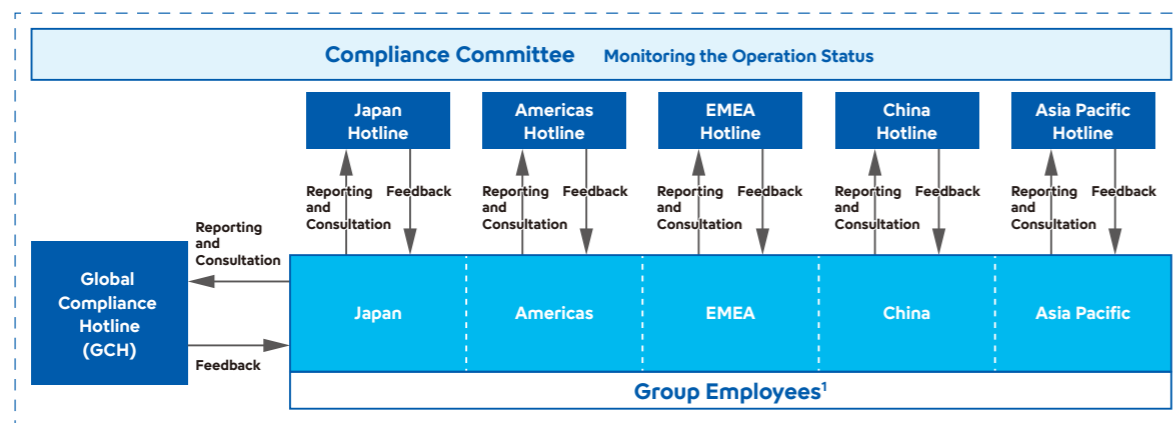 Compliance Committee Monitoring the Operation Status
Japan
Hotline
Americas
Hotline
EMEA
Hotline
China
Hotline
Asia Pacific
Hotline
Reporting
and
Consultation
Feedback
Reporting
and
Consultation
Feedback
Reporting
and
Consultation
Feedback
Reporting
and
Consultation
Feedback
Reporting
and
Consultation
Feedback
Reporting
and
Consultation
Global
Compliance
Hotline
(GCH)
Feedback
Japan
Americas
EMEA
China
Asia Pacific
Group Employees¹